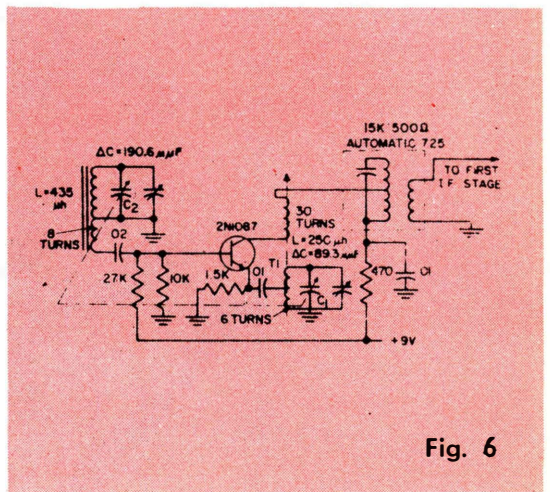 ΔC=190.6 μμF
L=435
μh
C2
8
TURNS
02
27K
10K
2N1087
1.5K
01
T1
6 TURNS
30
TURNS
L=250 μh
ΔC=89.3 μμF
C1
15K 500Ω
AUTOMATIC 725
TO FIRST
I.F. STAGE
470
01
+9V
Fig. 6